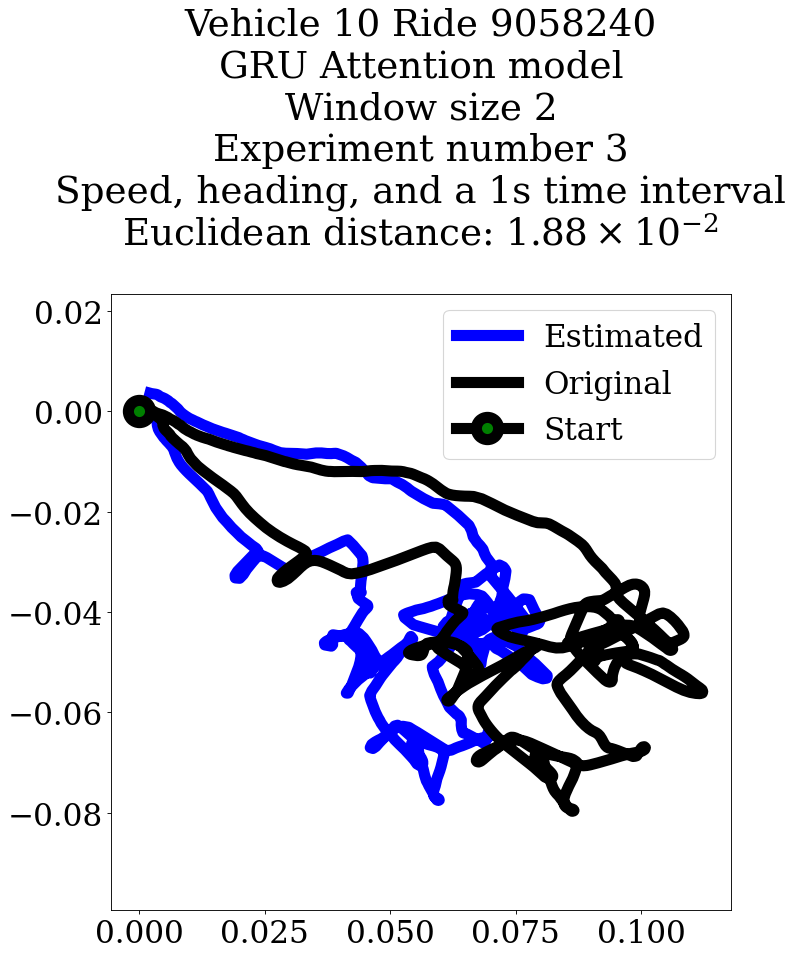 Vehicle 10 Ride 9058240
GRU Attention model
Window size 2
Experiment number 3
Speed, heading, and a 1s time interval
Euclidean distance: 1.88 × 10⁻²
0.02
0.00
−0.02
−0.04
−0.06
−0.08
Estimated
Original
Start
0.000 0.025 0.050 0.075 0.100